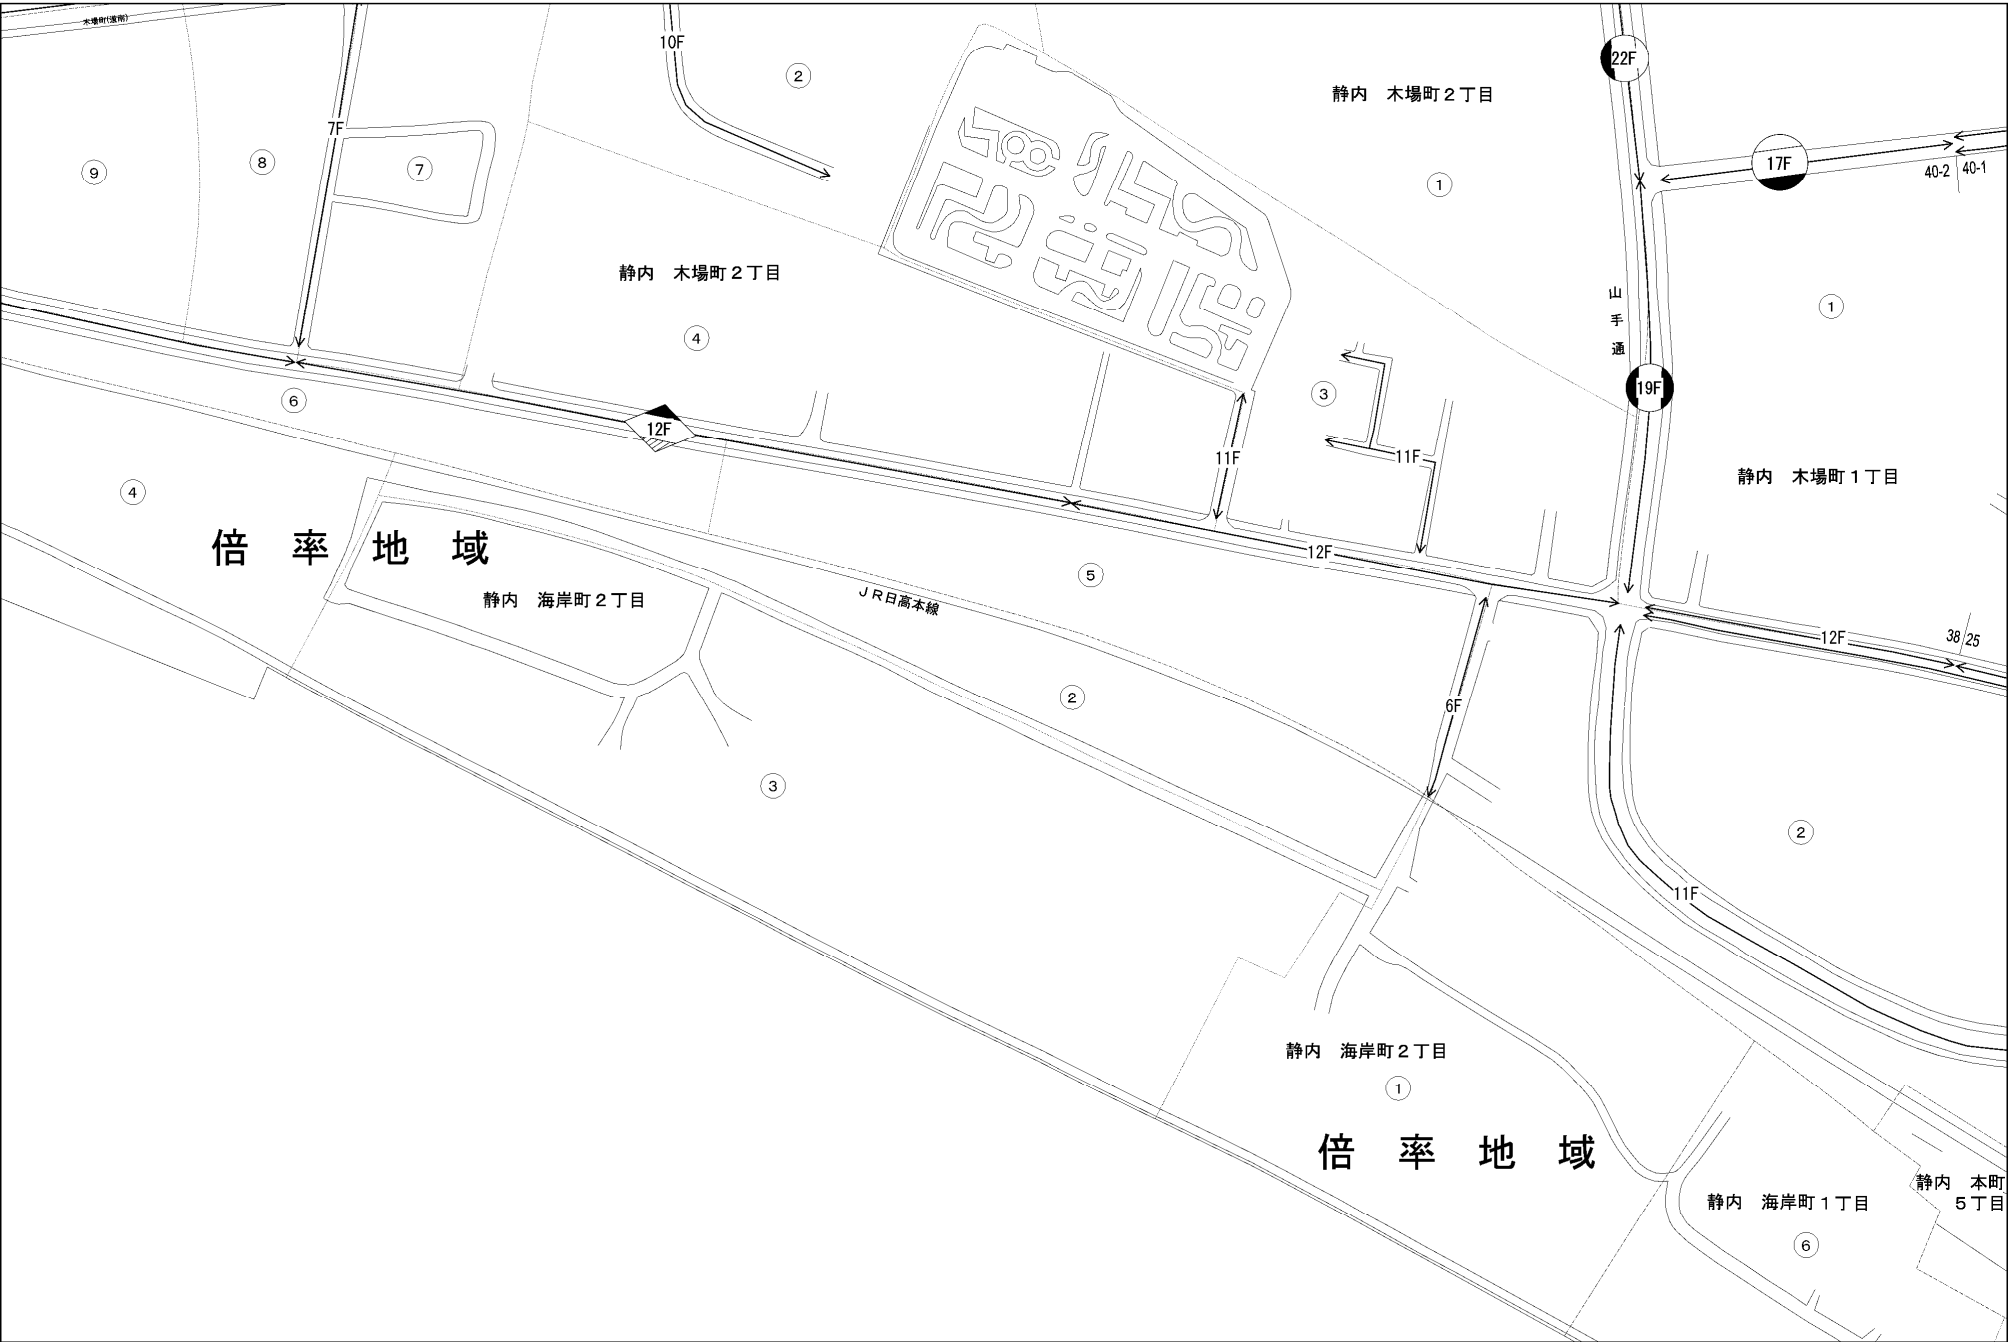 木場町(道南)
10F
22F
②
静内　木場町２丁目
7F
17F
⑨
⑧
⑦
①
40-2
40-1
静内　木場町２丁目
山手通
①
④
③
19F
⑥
12F
11F
11F
静内　木場町１丁目
④
倍率地域
12F
⑤
静内　海岸町２丁目
ＪＲ日高本線
12F
38
25
②
6F
③
②
11F
静内　海岸町２丁目
①
倍率地域
静内　本町
５丁目
静内　海岸町１丁目
⑥